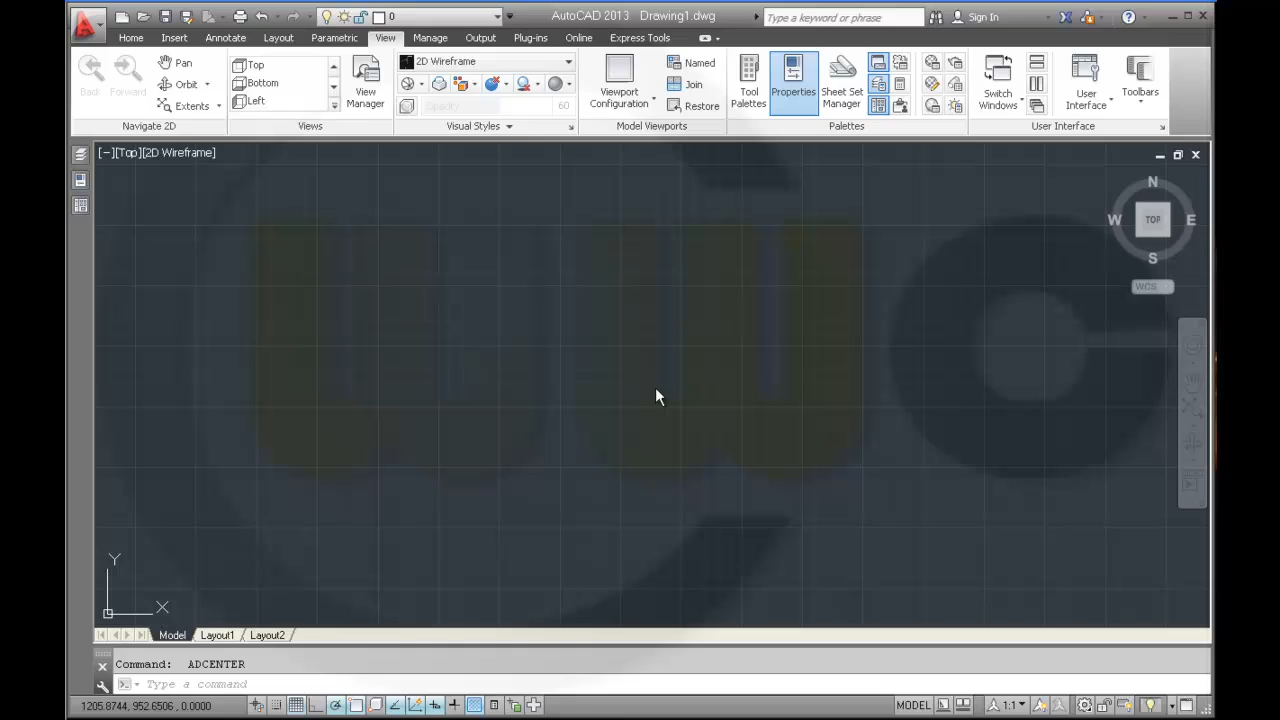 0 AutoCAD 2013 Drawing1.dwg Type a keyword or phrase Sign In
Home Insert Annotate Layout Parametric View Manage Output Plug-ins Online Express Tools
Back Forward Pan Orbit Extents
Navigate 2D
Top
Bottom
Left
View Manager
Views
2D Wireframe
Opacity 60
Visual Styles
Viewport Configuration
Named
Join
Restore
Model Viewports
Tool Palettes
Properties
Sheet Set Manager
Palettes
Switch Windows
User Interface
Toolbars
User Interface
[−][Top][2D Wireframe]
N
W TOP E
S
WCS
Y
X
Model Layout1 Layout2
Command: ADCENTER
Type a command
1205.8744, 952.6506 , 0.0000 MODEL 1:1